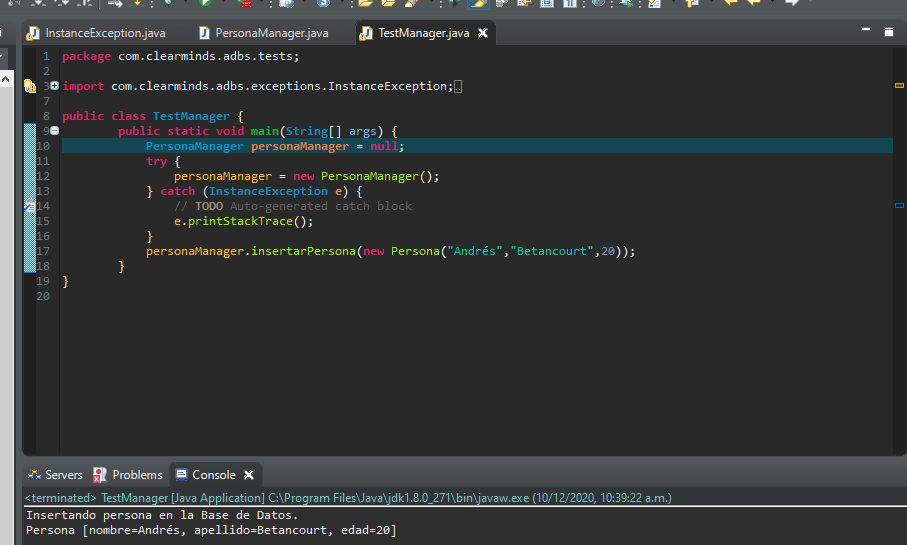 InstanceException.java PersonaManager.java TestManager.java
1 package com.clearminds.adbs.tests;
2
3 import com.clearminds.adbs.exceptions.InstanceException;
7
8 public class TestManager {
9 public static void main(String[] args) {
10 PersonaManager personaManager = null;
11 try {
12 personaManager = new PersonaManager();
13 } catch (InstanceException e) {
14 // TODO Auto-generated catch block
15 e.printStackTrace();
16 }
17 personaManager.insertarPersona(new Persona("Andrés","Betancourt",20));
18 }
19 }
20
Servers Problems Console
<terminated> TestManager [Java Application] C:\Program Files\Java\jdk1.8.0_271\bin\javaw.exe (10/12/2020, 10:39:22 a.m.)
Insertando persona en la Base de Datos.
Persona [nombre=Andrés, apellido=Betancourt, edad=20]